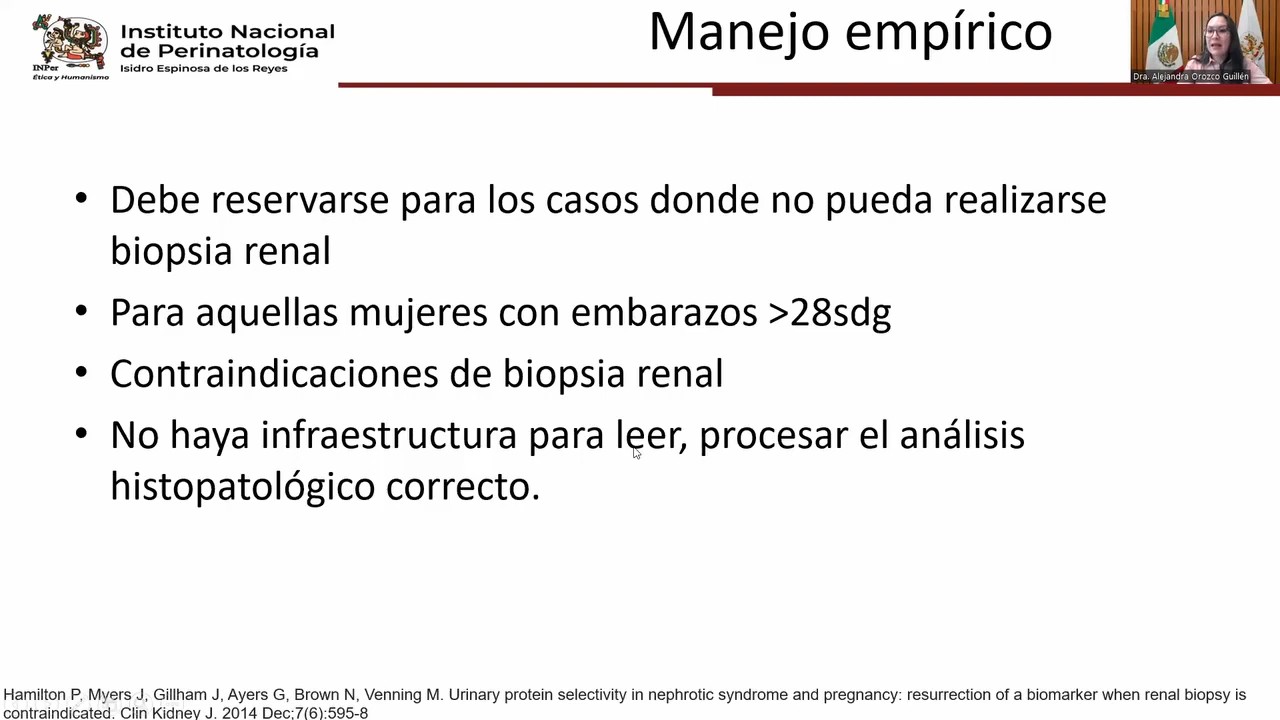 Instituto Nacional
de Perinatología
Isidro Espinosa de los Reyes
INPer
Ética y Humanismo
Manejo empírico
Dra. Alejandra Orozco Guillén
• Debe reservarse para los casos donde no pueda realizarse
biopsia renal
• Para aquellas mujeres con embarazos >28sdg
• Contraindicaciones de biopsia renal
• No haya infraestructura para leer, procesar el análisis
histopatológico correcto.
Hamilton P, Myers J, Gillham J, Ayers G, Brown N, Venning M. Urinary protein selectivity in nephrotic syndrome and pregnancy: resurrection of a biomarker when renal biopsy is
contraindicated. Clin Kidney J. 2014 Dec;7(6):595-8